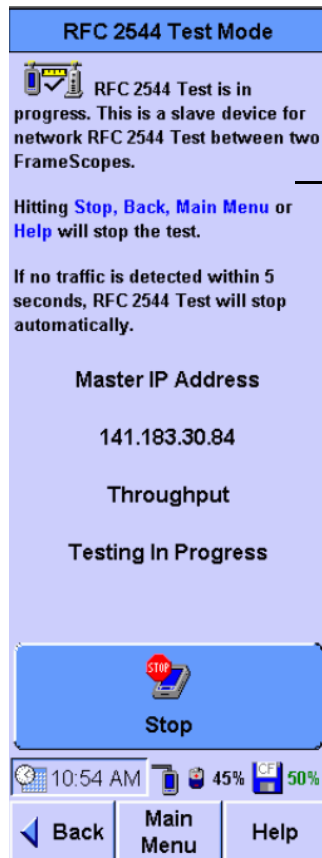 RFC 2544 Test Mode
RFC 2544 Test is in
progress. This is a slave device for
network RFC 2544 Test between two
FrameScopes.
Hitting Stop, Back, Main Menu or
Help will stop the test.
If no traffic is detected within 5
seconds, RFC 2544 Test will stop
automatically.
Master IP Address
141.183.30.84
Throughput
Testing In Progress
STOP
Stop
10:54 AM 45% CF 50%
Back
Main
Menu
Help